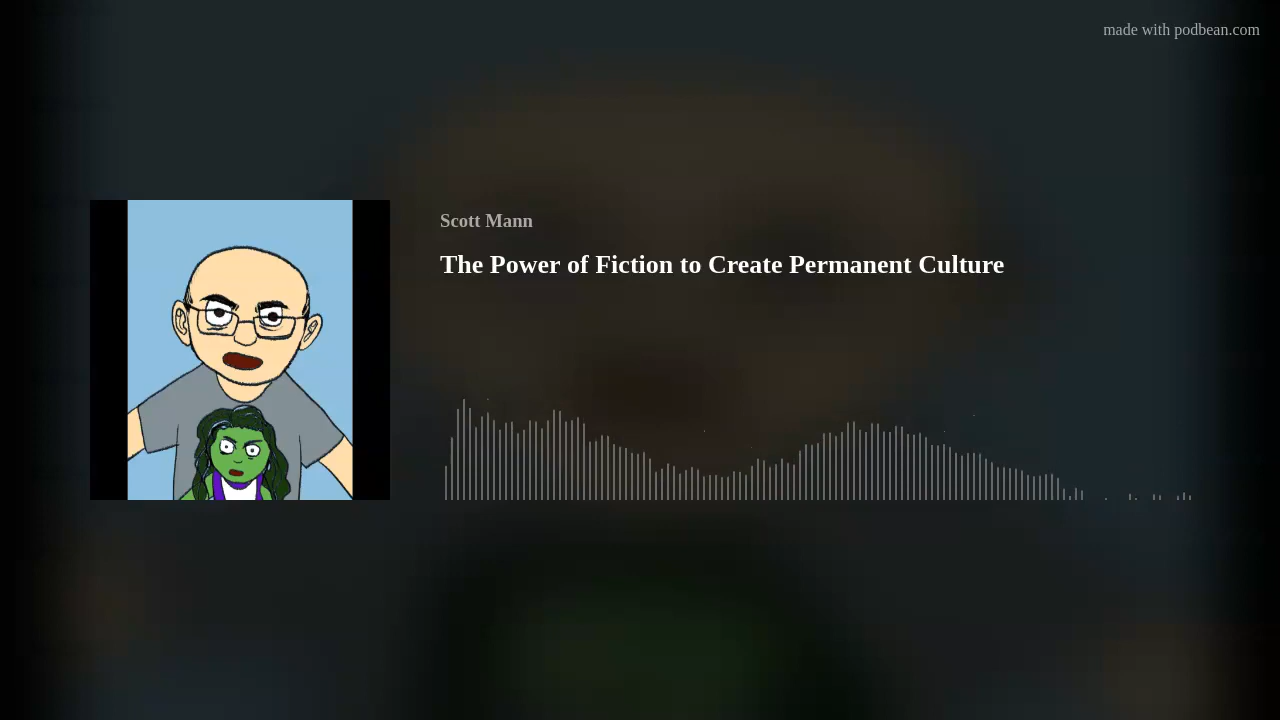 made with podbean.com
Scott Mann
The Power of Fiction to Create Permanent Culture